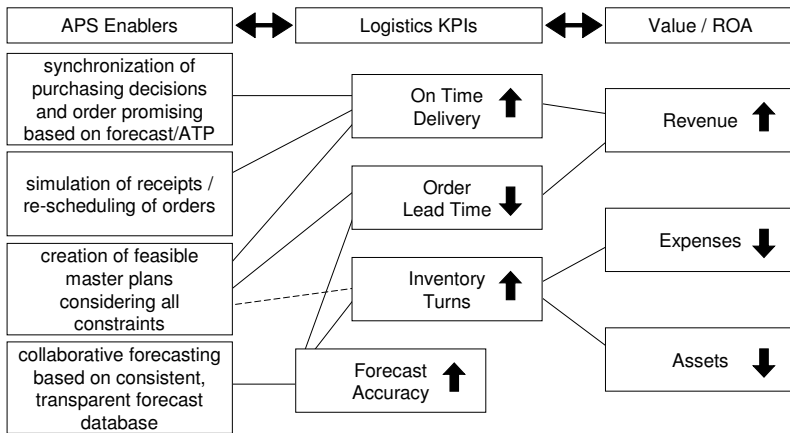 APS Enablers
Logistics KPIs
Value / ROA
synchronization of
purchasing decisions
and order promising
based on forecast/ATP
simulation of receipts /
re-scheduling of orders
creation of feasible
master plans
considering all
constraints
collaborative forecasting
based on consistent,
transparent forecast
database
On Time
Delivery
Order
Lead Time
Inventory
Turns
Forecast
Accuracy
Revenue
Expenses
Assets